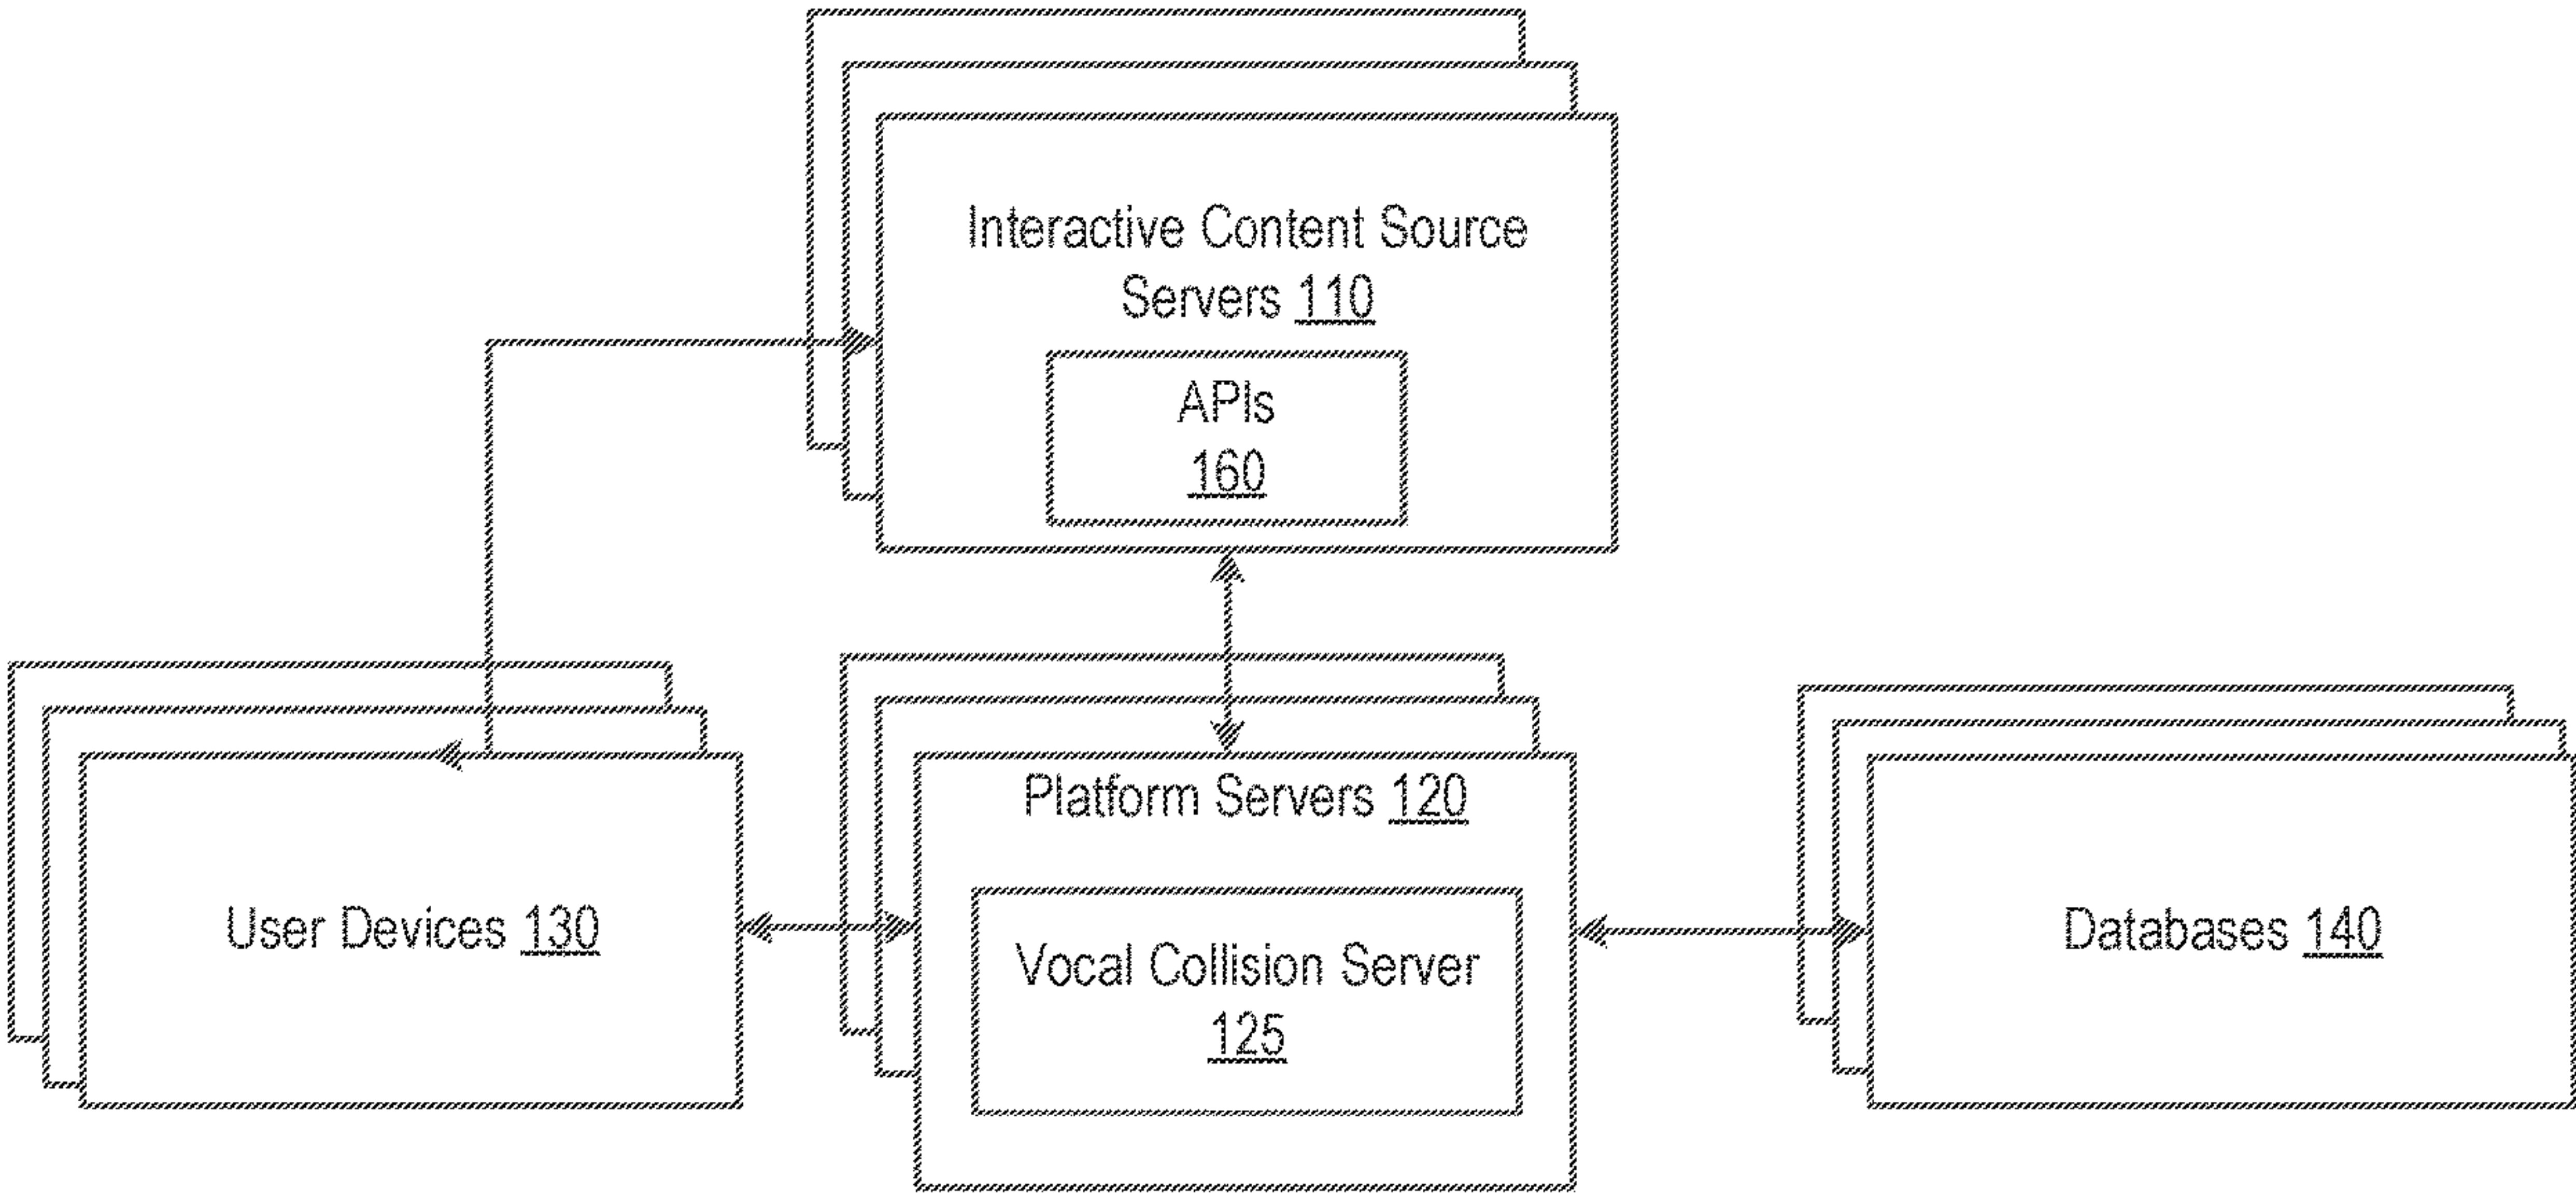 Interactive Content Source
Servers 110
APIs
160
Platform Servers 120
User Devices 130
Vocal Collision Server
125
Databases 140